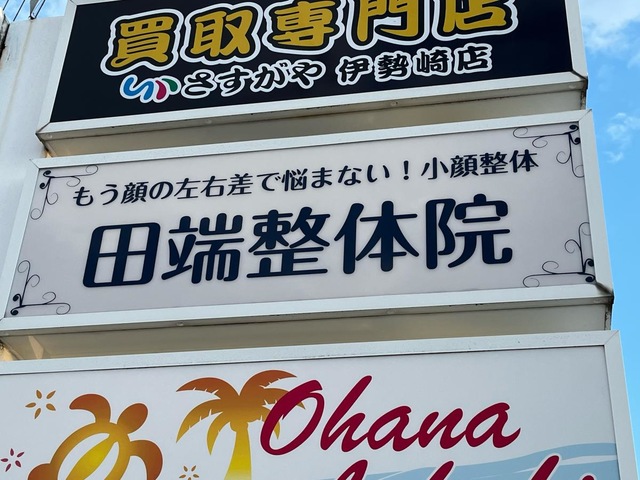 買取専門店
さすがや 伊勢崎店
もう顔の左右差で悩まない！小顔整体
田端整体院
Ohana